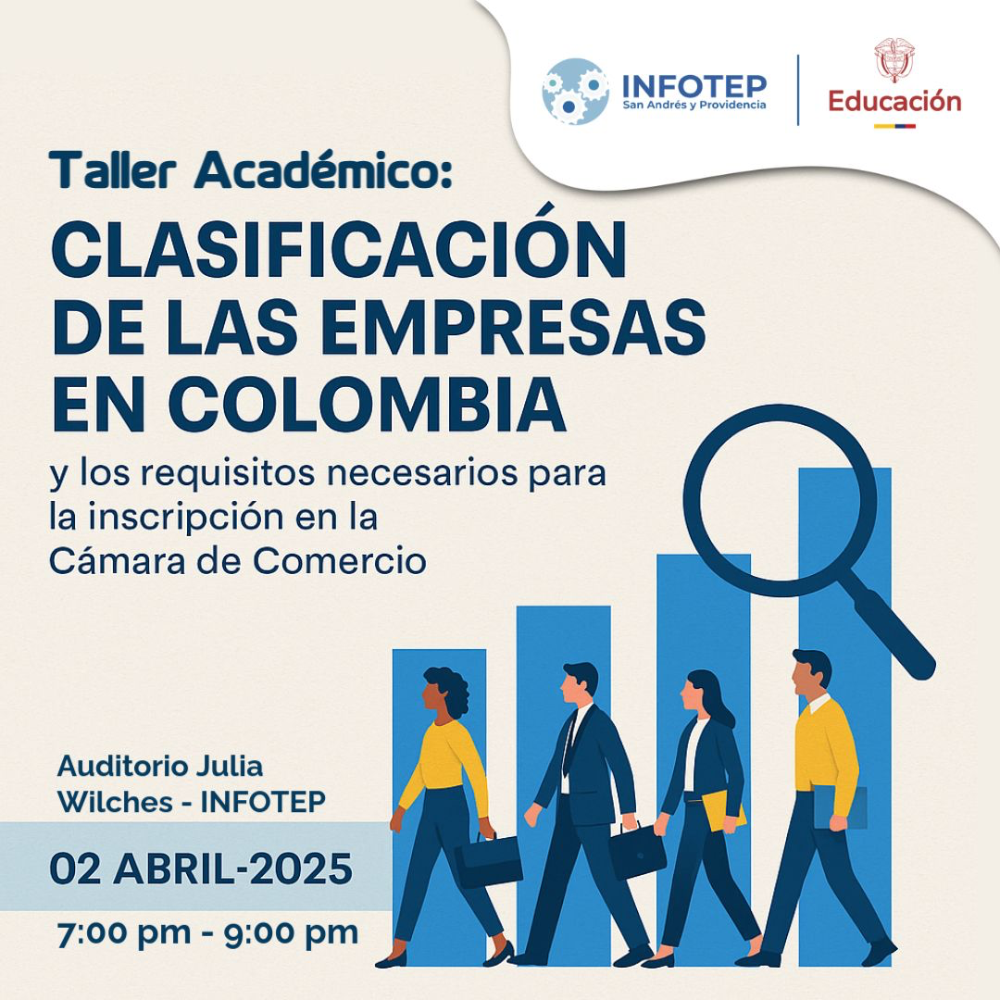 INFOTEP
San Andrés y Providencia
Educación
Taller Académico:
CLASIFICACIÓN
DE LAS EMPRESAS
EN COLOMBIA
y los requisitos necesarios para
la inscripción en la
Cámara de Comercio
Auditorio Julia
Wilches - INFOTEP
02 ABRIL-2025
7:00 pm - 9:00 pm